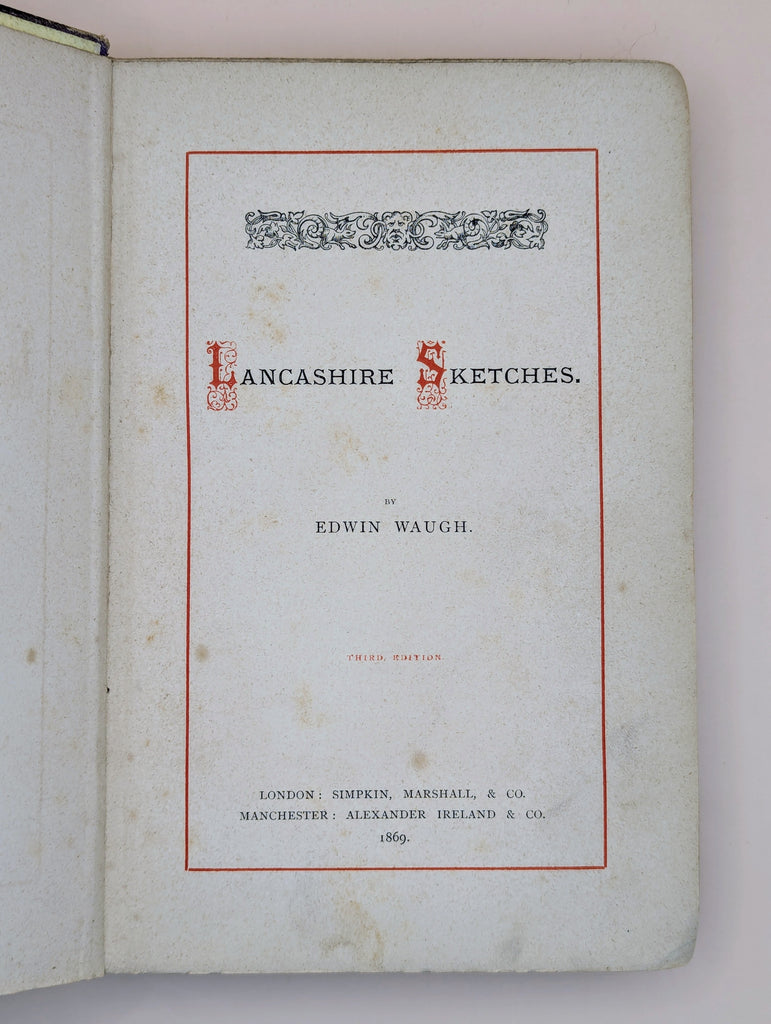 LANCASHIRE SKETCHES.
BY
EDWIN WAUGH.
THIRD EDITION.
LONDON: SIMPKIN, MARSHALL, & CO.
MANCHESTER: ALEXANDER IRELAND & CO.
1869.